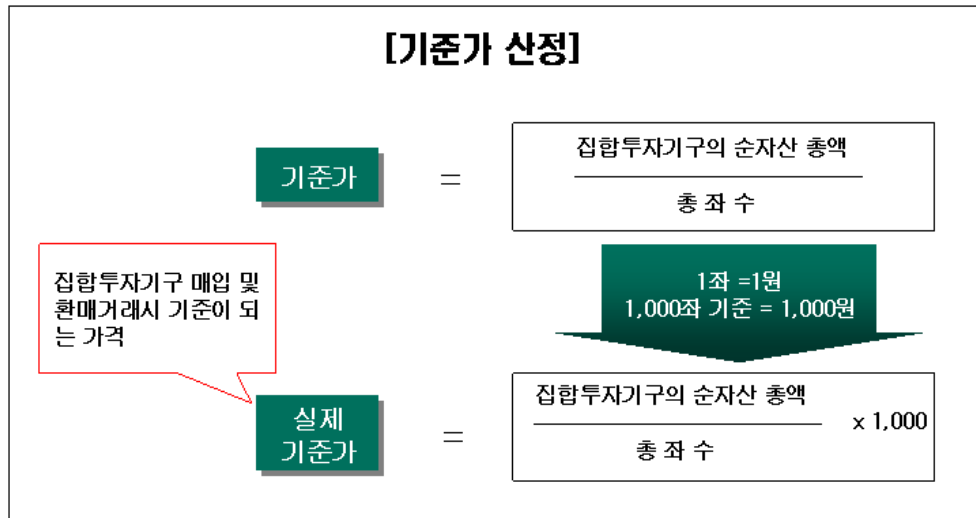 [기준가 산정]
기준가
=
집합투자기구의 순자산 총액
총 좌 수
집합투자기구 매입 및
환매거래시 기준이 되
는 가격
1좌 =1원
1,000좌 기준 = 1,000원
실제
기준가
=
집합투자기구의 순자산 총액
총 좌 수
x 1,000